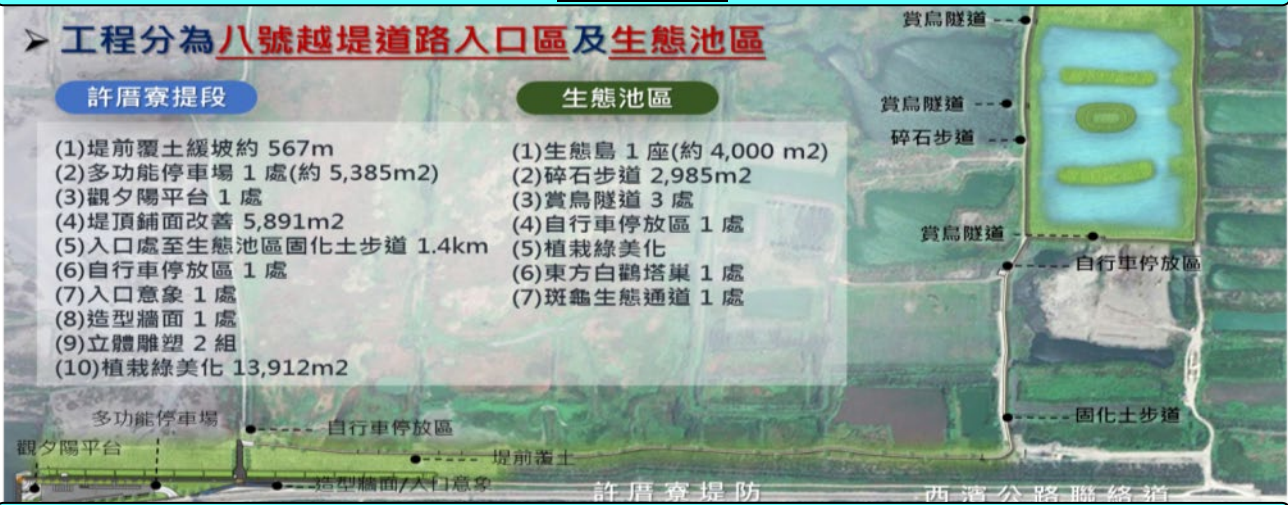 ➤ 工程分為八號越堤道路入口區及生態池區
許厝寮提段
(1)堤前覆土緩坡約 567m
(2)多功能停車場 1 處(約 5,385m2)
(3)觀夕陽平台 1 處
(4)堤頂鋪面改善 5,891m2
(5)入口處至生態池區固化土步道 1.4km
(6)自行車停放區 1 處
(7)入口意象 1 處
(8)造型牆面 1 處
(9)立體雕塑 2 組
(10)植栽綠美化 13,912m2
生態池區
(1)生態島 1 座(約 4,000 m2)
(2)碎石步道 2,985m2
(3)賞鳥隧道 3 處
(4)自行車停放區 1 處
(5)植栽綠美化
(6)東方白鸛塔巢 1 處
(7)斑龜生態通道 1 處
賞鳥隧道
賞鳥隧道
碎石步道
賞鳥隧道
自行車停放區
固化土步道
多功能停車場
自行車停放區
觀夕陽平台
堤前覆土
造型牆面/入口意象
許厝寮堤防
西濱公路聯絡道